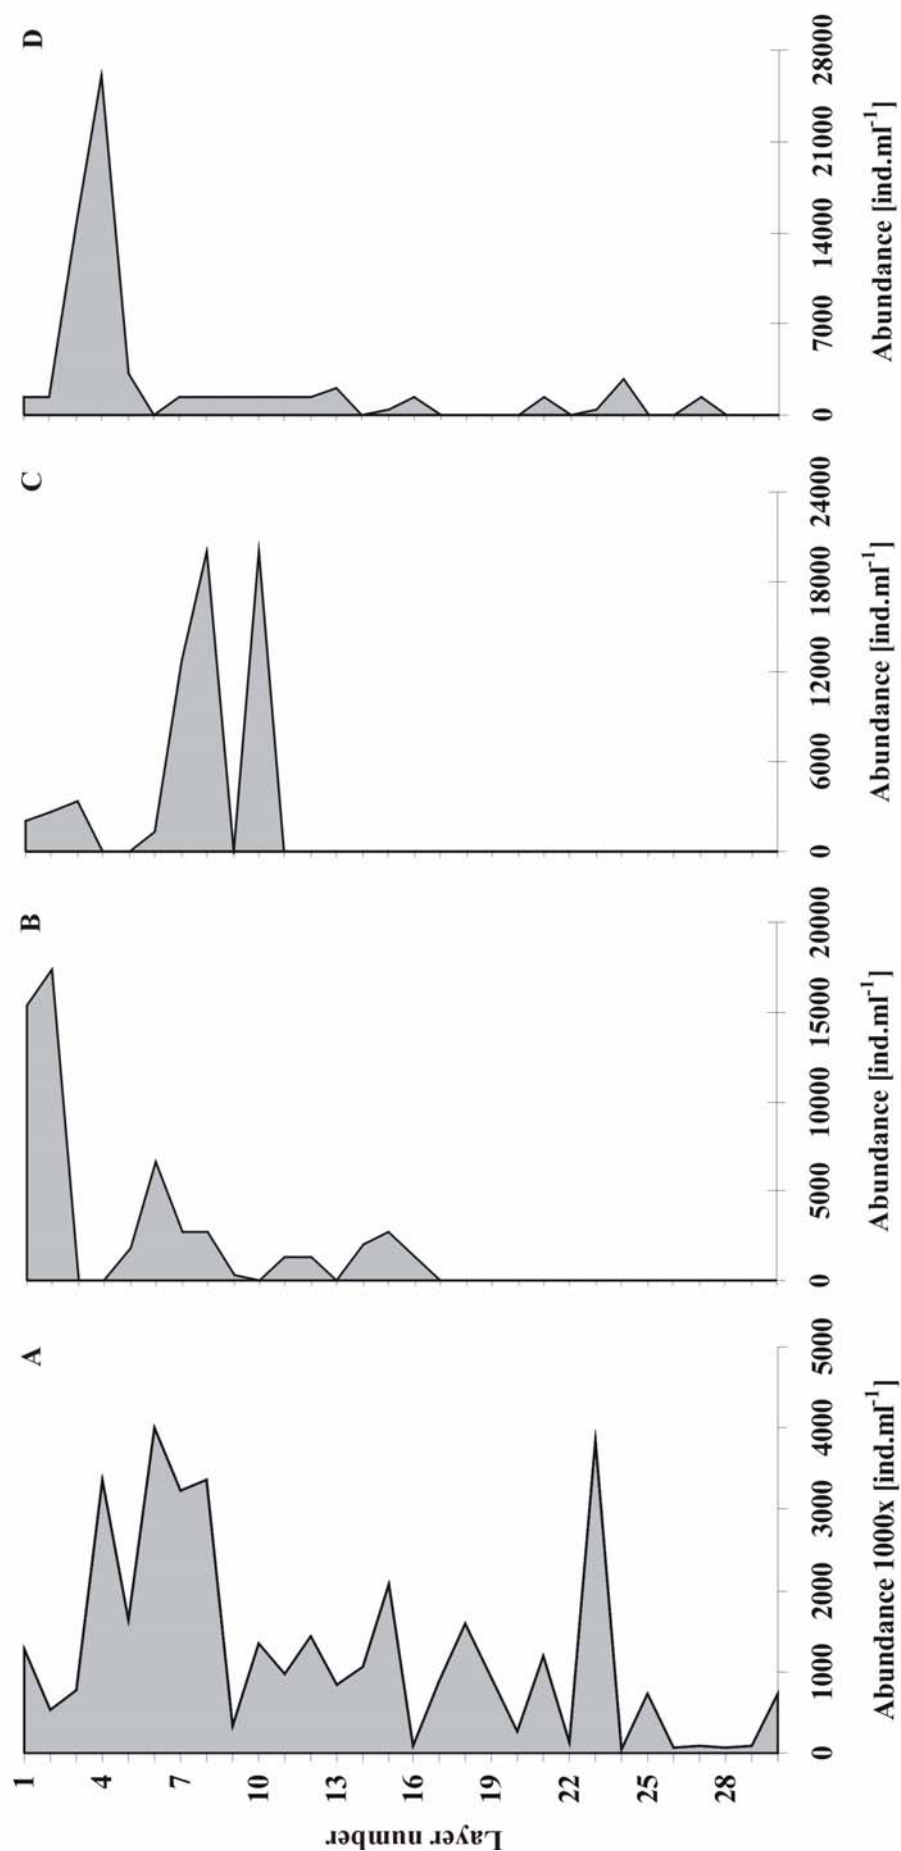 A
B
C
D
Layer number
1
4
7
10
13
16
19
22
25
28
0 1000 2000 3000 4000 5000
Abundance 1000x [ind.ml⁻¹]
0 5000 10000 15000 20000
Abundance [ind.ml⁻¹]
0 6000 12000 18000 24000
Abundance [ind.ml⁻¹]
0 7000 14000 21000 28000
Abundance [ind.ml⁻¹]